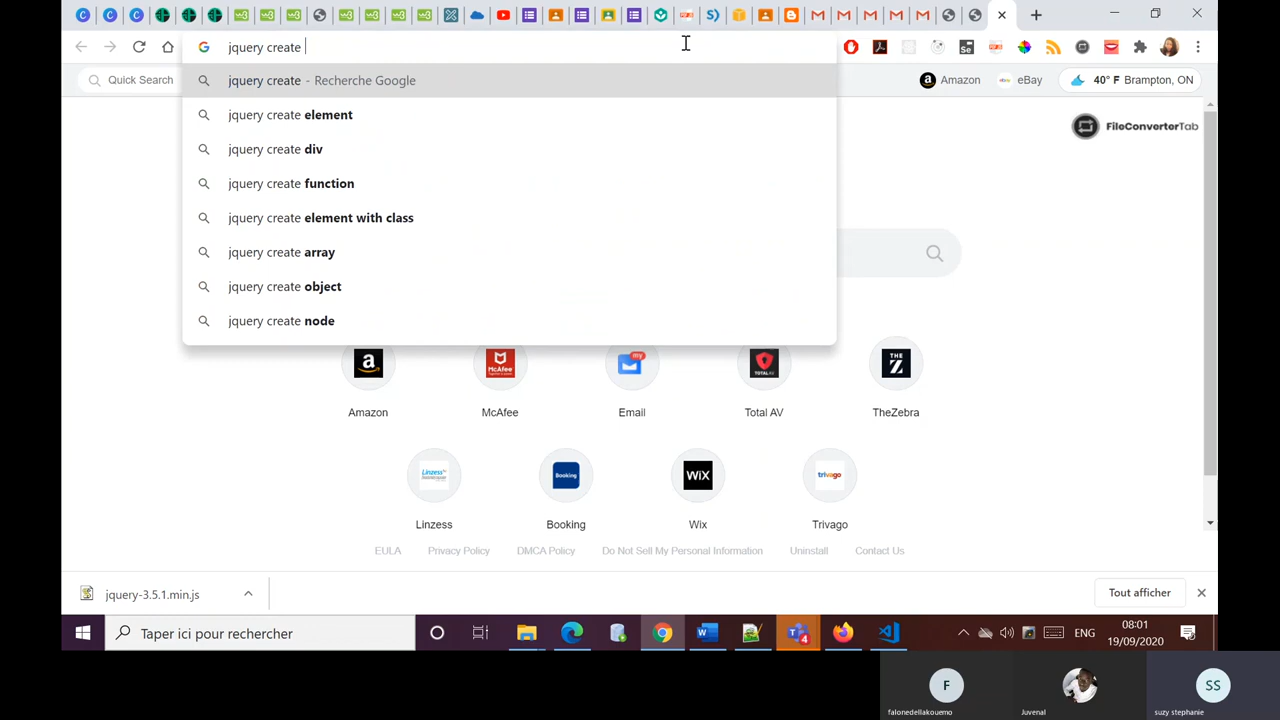 jquery create
jquery create - Recherche Google
jquery create element
jquery create div
jquery create function
jquery create element with class
jquery create array
jquery create object
jquery create node
Quick Search
Amazon
eBay
40° F Brampton, ON
FileConverterTab
Amazon
McAfee
Email
Total AV
TheZebra
Linzess
Booking
Wix
Trivago
EULA
Privacy Policy
DMCA Policy
Do Not Sell My Personal Information
Uninstall
Contact Us
jquery-3.5.1.min.js
Tout afficher
Taper ici pour rechercher
ENG
08:01
19/09/2020
F
SS
falonedellakouemo
Juvenal
suzy stephanie